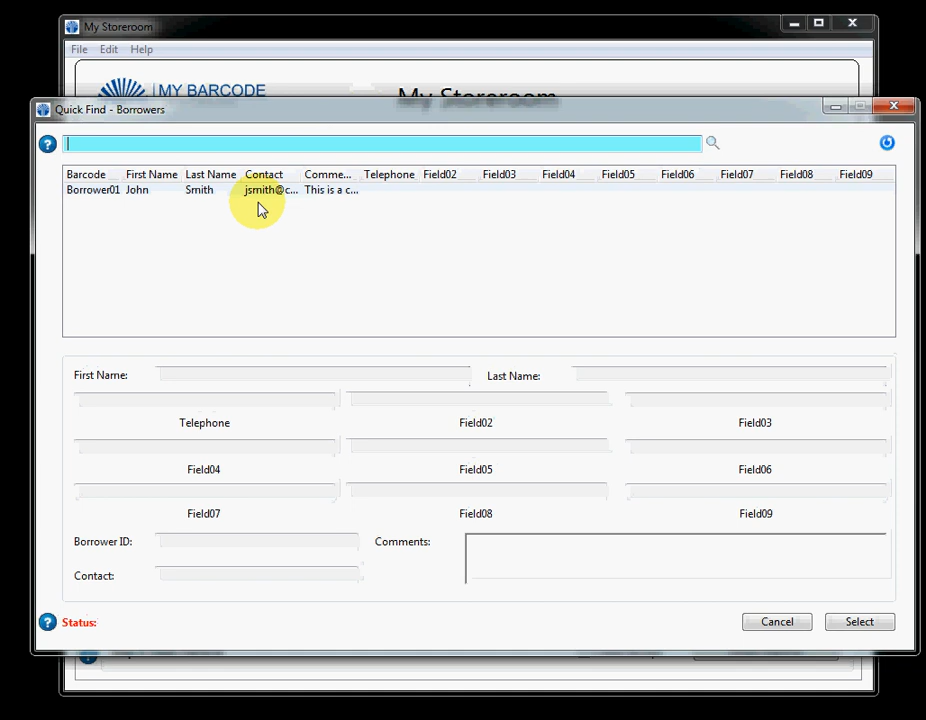 My Storeroom
File Edit Help
MY BARCODE
My Storeroom
Quick Find - Borrowers
Barcode First Name Last Name Contact Comme... Telephone Field02 Field03 Field04 Field05 Field06 Field07 Field08 Field09
Borrower01 John Smith jsmith@c... This is a c...
First Name: Last Name:
Telephone Field02 Field03
Field04 Field05 Field06
Field07 Field08 Field09
Borrower ID: Comments:
Contact:
Status: Cancel Select